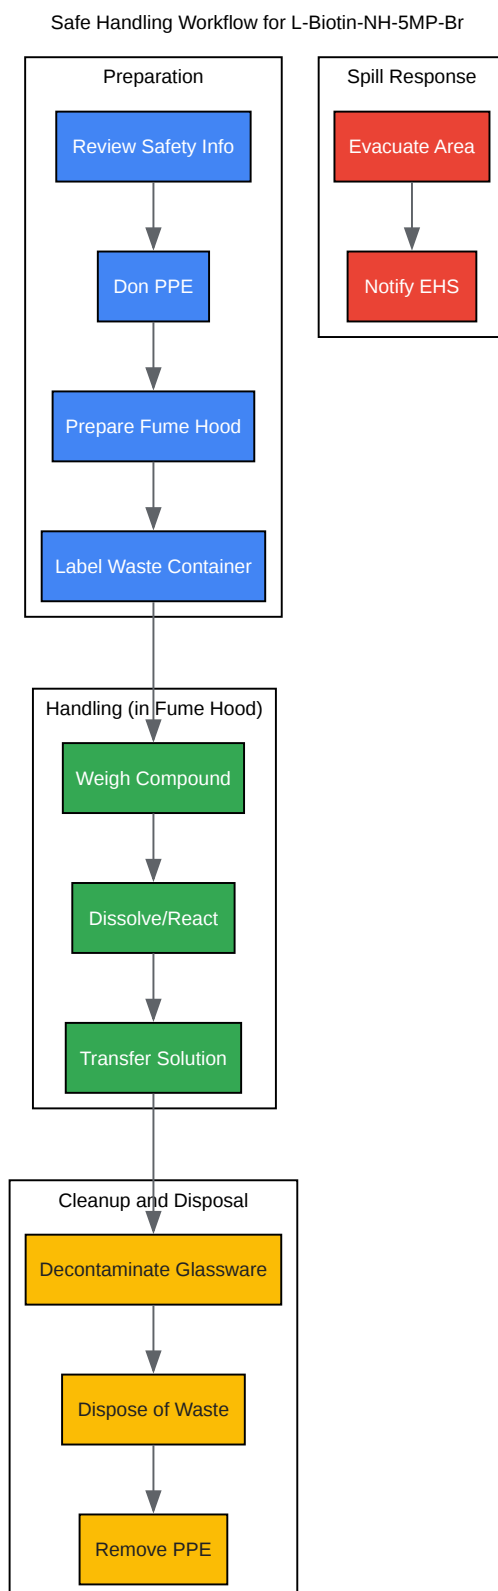 Safe Handling Workflow for L-Biotin-NH-5MP-Br
Preparation
Review Safety Info
Don PPE
Prepare Fume Hood
Label Waste Container
Spill Response
Evacuate Area
Notify EHS
Handling (in Fume Hood)
Weigh Compound
Dissolve/React
Transfer Solution
Cleanup and Disposal
Decontaminate Glassware
Dispose of Waste
Remove PPE